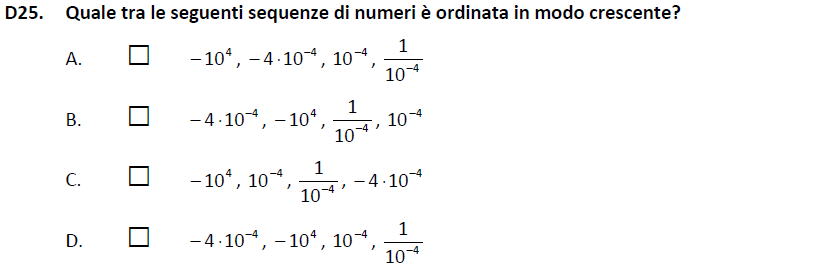 D25. Quale tra le seguenti sequenze di numeri è ordinata in modo crescente?
A. □ −10⁴ , −4·10⁻⁴ , 10⁻⁴ , 1/10⁻⁴
B. □ −4·10⁻⁴ , −10⁴ , 1/10⁻⁴ , 10⁻⁴
C. □ −10⁴ , 10⁻⁴ , 1/10⁻⁴ , −4·10⁻⁴
D. □ −4·10⁻⁴ , −10⁴ , 10⁻⁴ , 1/10⁻⁴